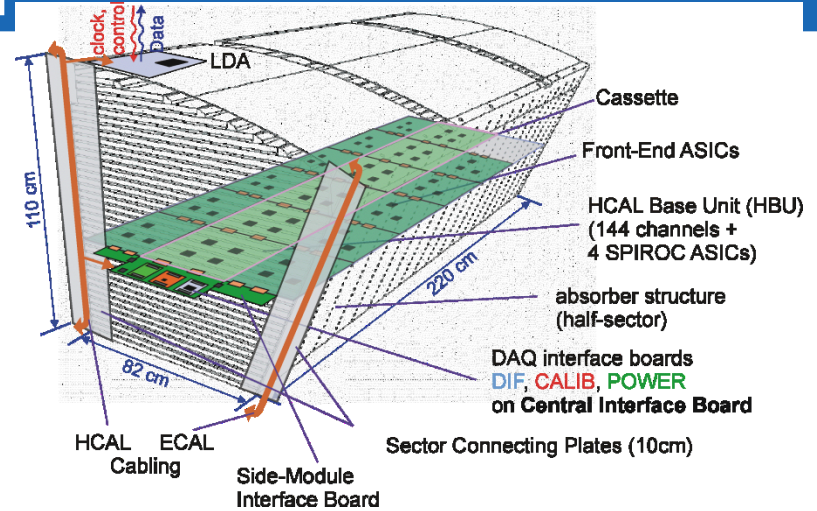 clock,
control
Data
LDA
Cassette
Front-End ASICs
110 cm
HCAL Base Unit (HBU)
(144 channels +
4 SPIROC ASICs)
220 cm
absorber structure
(half-sector)
82 cm
DAQ interface boards
DIF, CALIB, POWER
on Central Interface Board
HCAL ECAL
Cabling
Sector Connecting Plates (10cm)
Side-Module
Interface Board